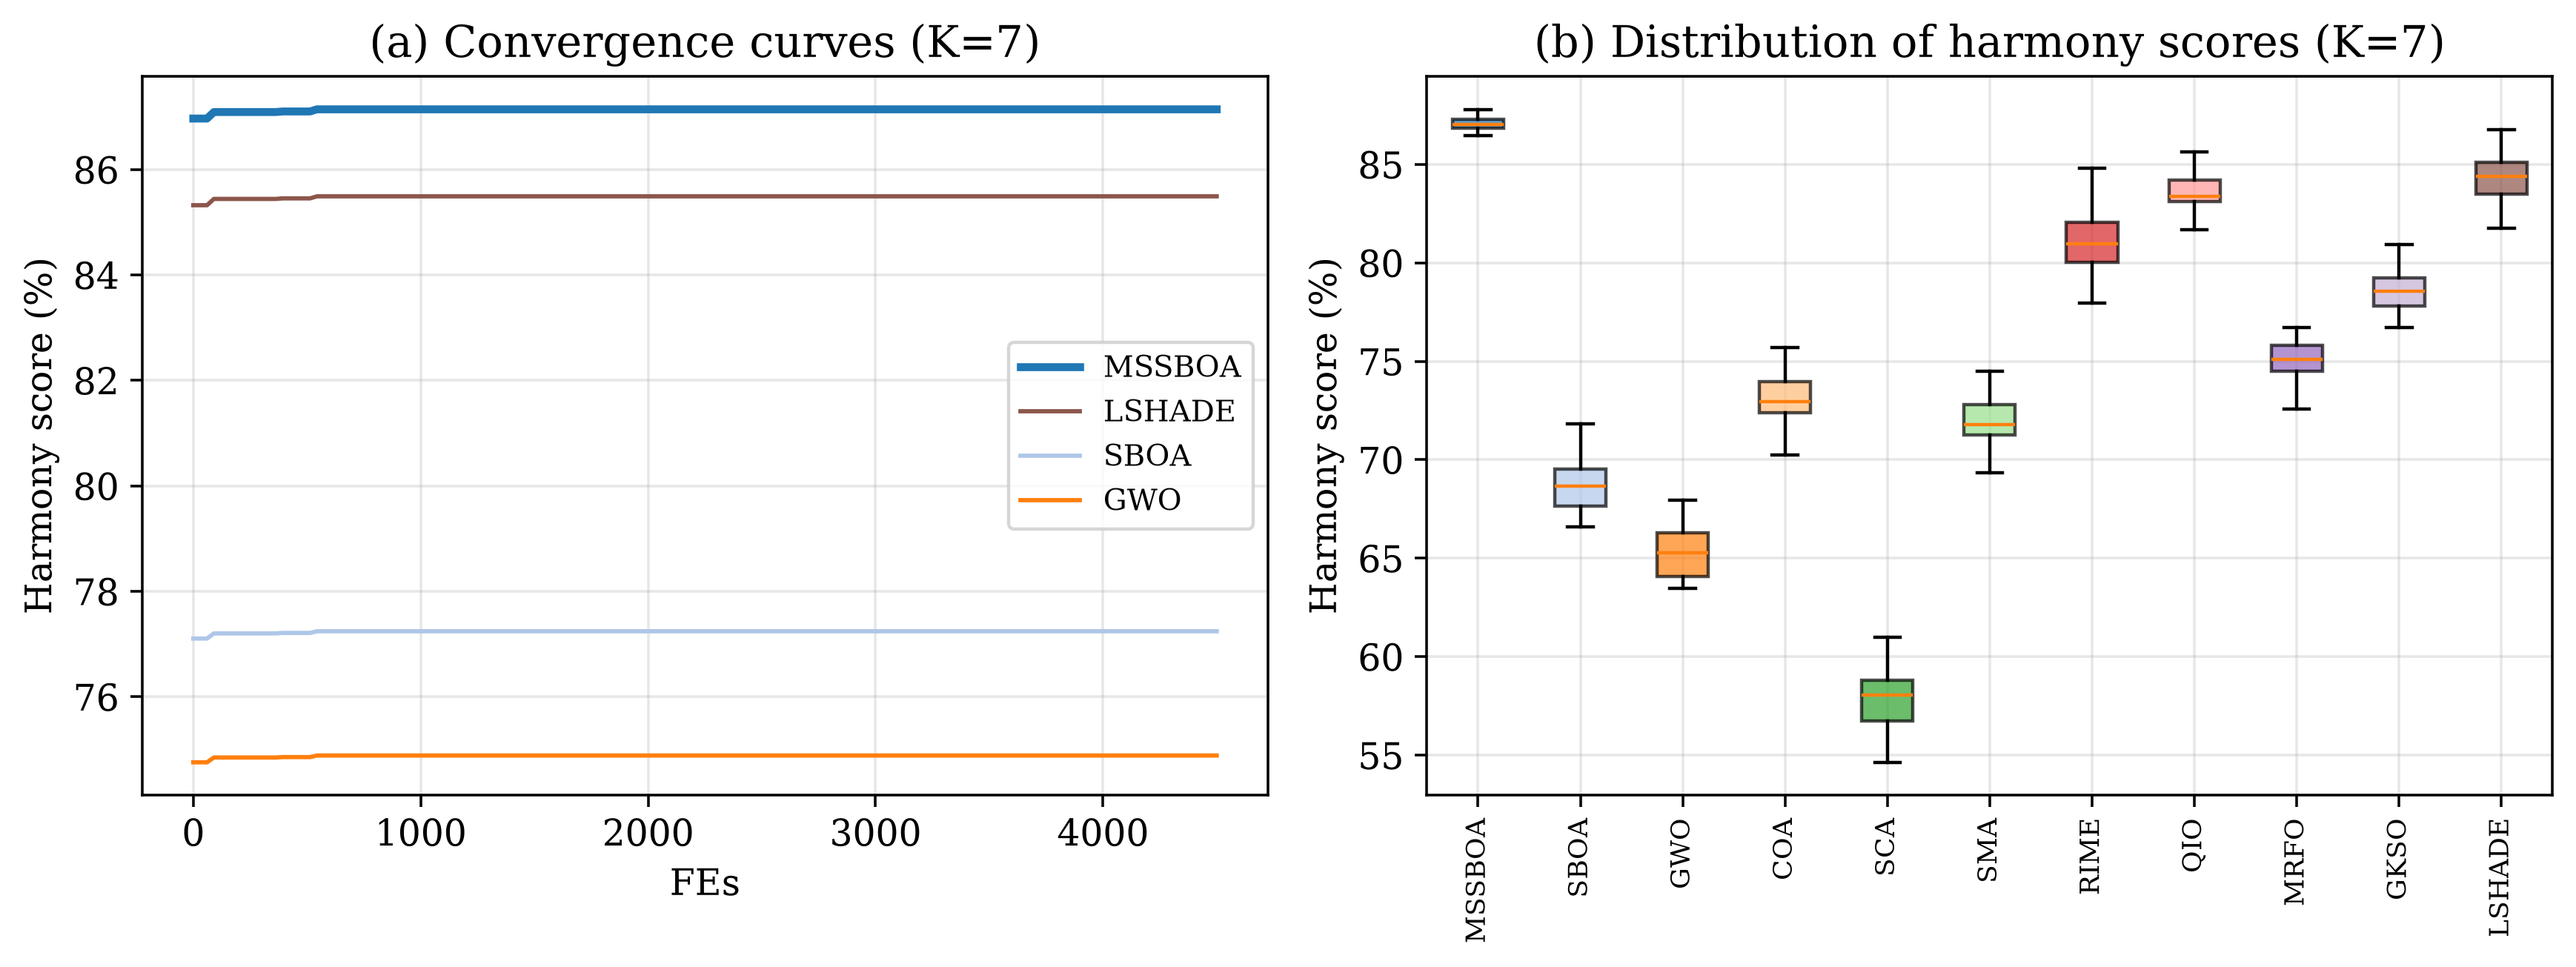 (a) Convergence curves (K=7)
Harmony score (%)
86
84
82
80
78
76
0 1000 2000 3000 4000
FEs
MSSBOA
LSHADE
SBOA
GWO
(b) Distribution of harmony scores (K=7)
Harmony score (%)
85
80
75
70
65
60
55
MSSBOA
SBOA
GWO
COA
SCA
SMA
RIME
QIO
MRFO
GKSO
LSHADE